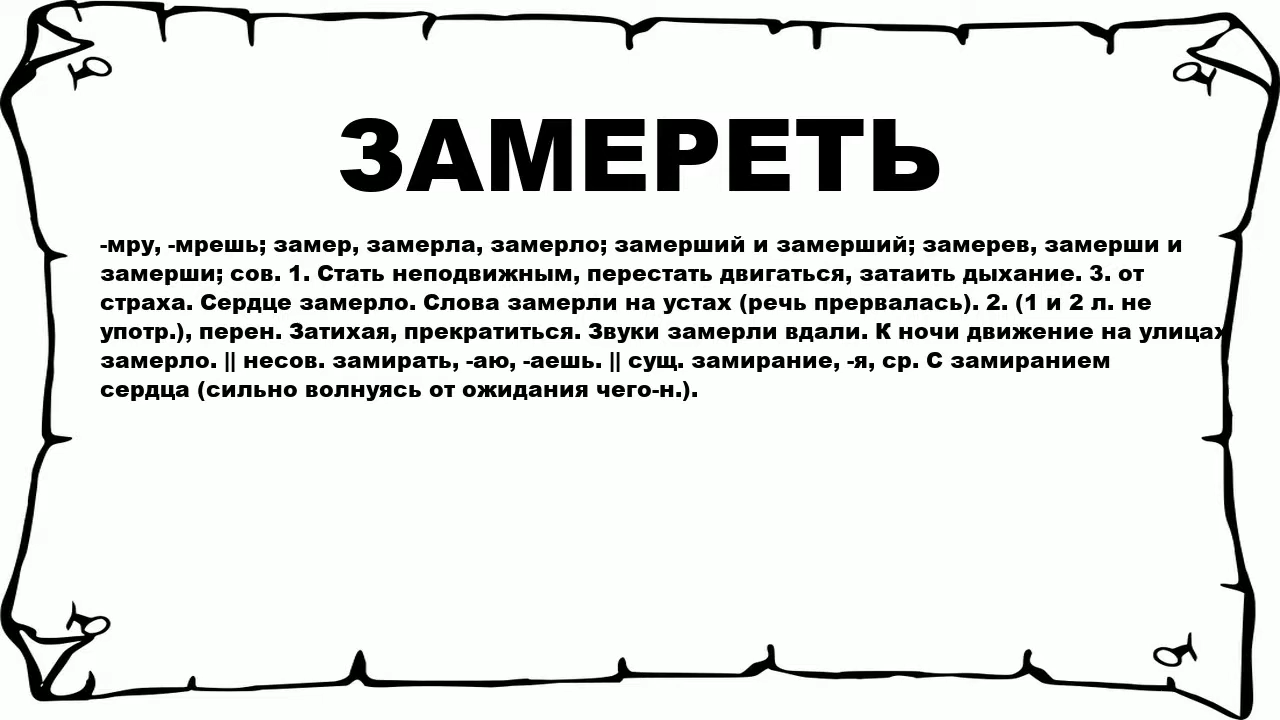 ЗАМЕРЕТЬ
-мру, -мрешь; замер, замерла, замерло; замерший и замерший; замерев, замерши и
замерши; сов. 1. Стать неподвижным, перестать двигаться, затаить дыхание. 3. от
страха. Сердце замерло. Слова замерли на устах (речь прервалась). 2. (1 и 2 л. не
употр.), перен. Затихая, прекратиться. Звуки замерли вдали. К ночи движение на улицах
замерло. || несов. замирать, -аю, -аешь. || сущ. замирание, -я, ср. С замиранием
сердца (сильно волнуясь от ожидания чего-н.).